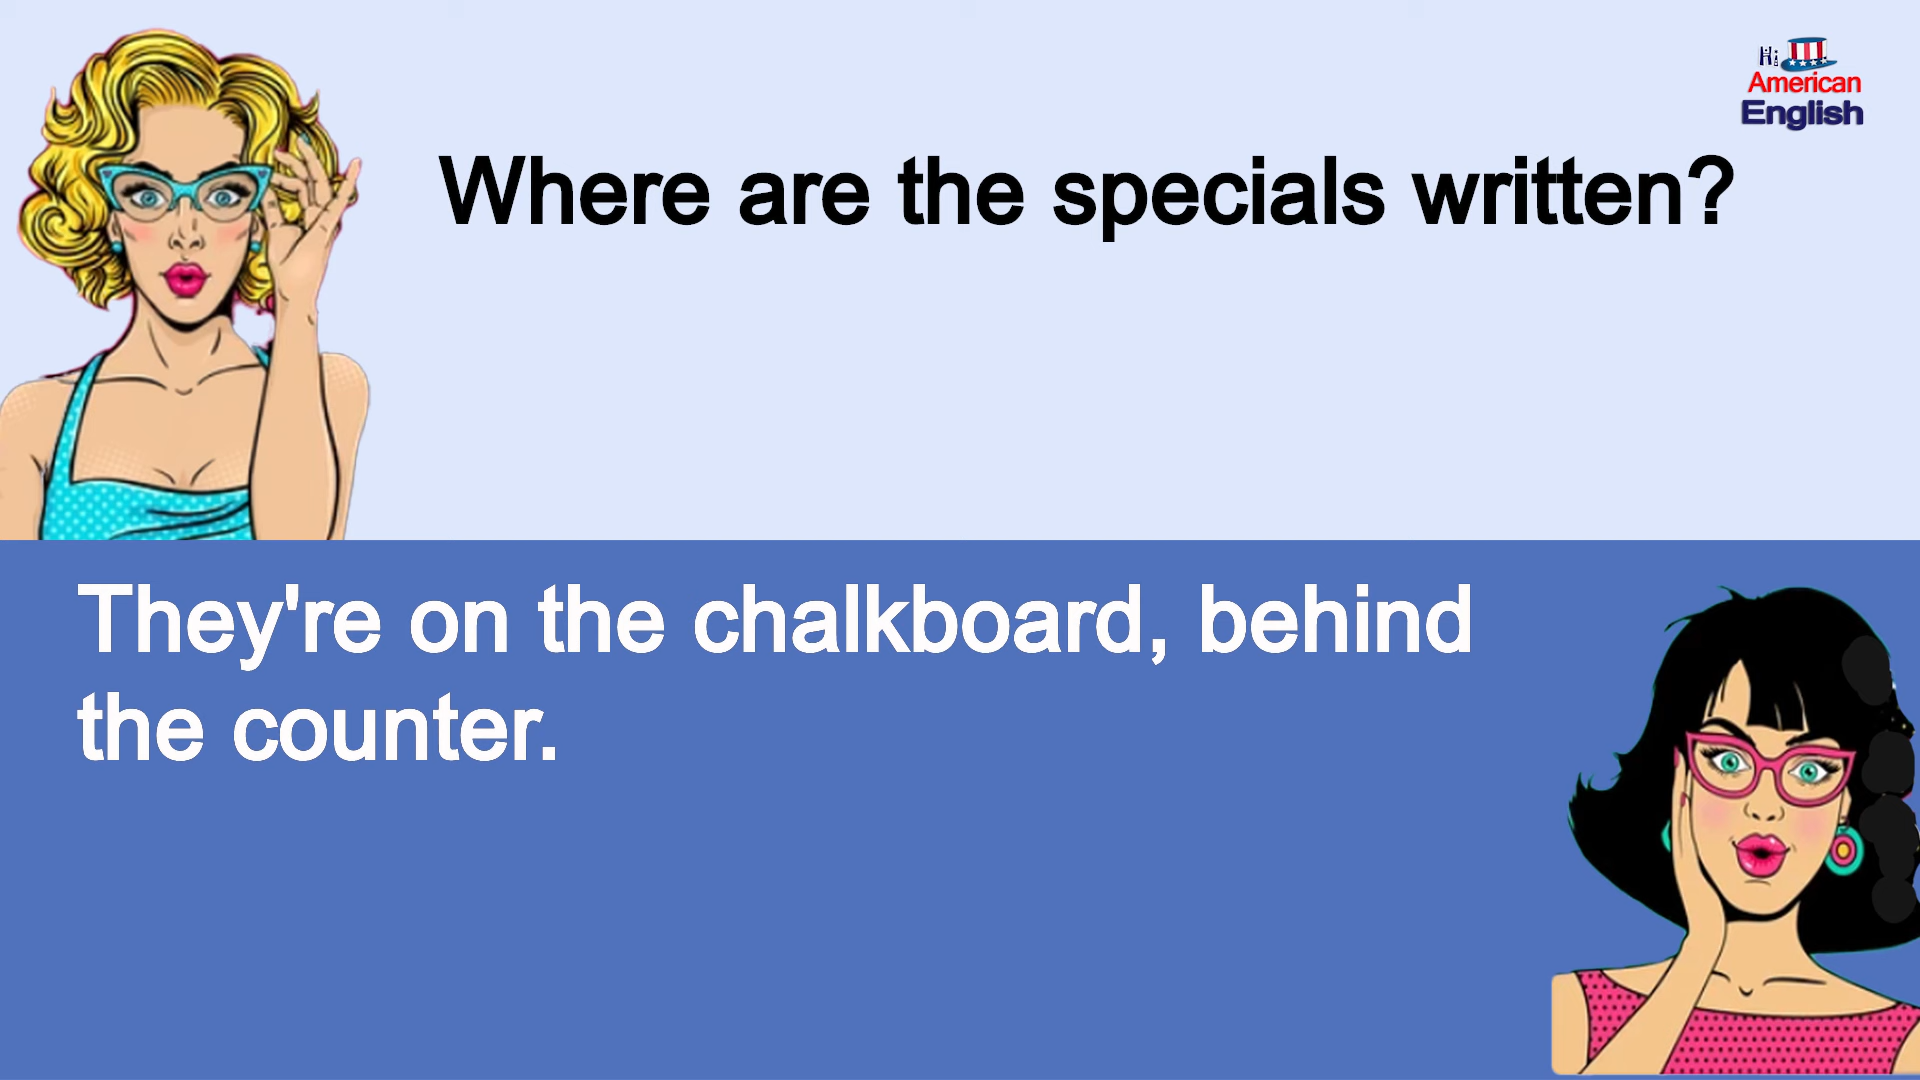 Hi
American
English
Where are the specials written?
They're on the chalkboard, behind
the counter.